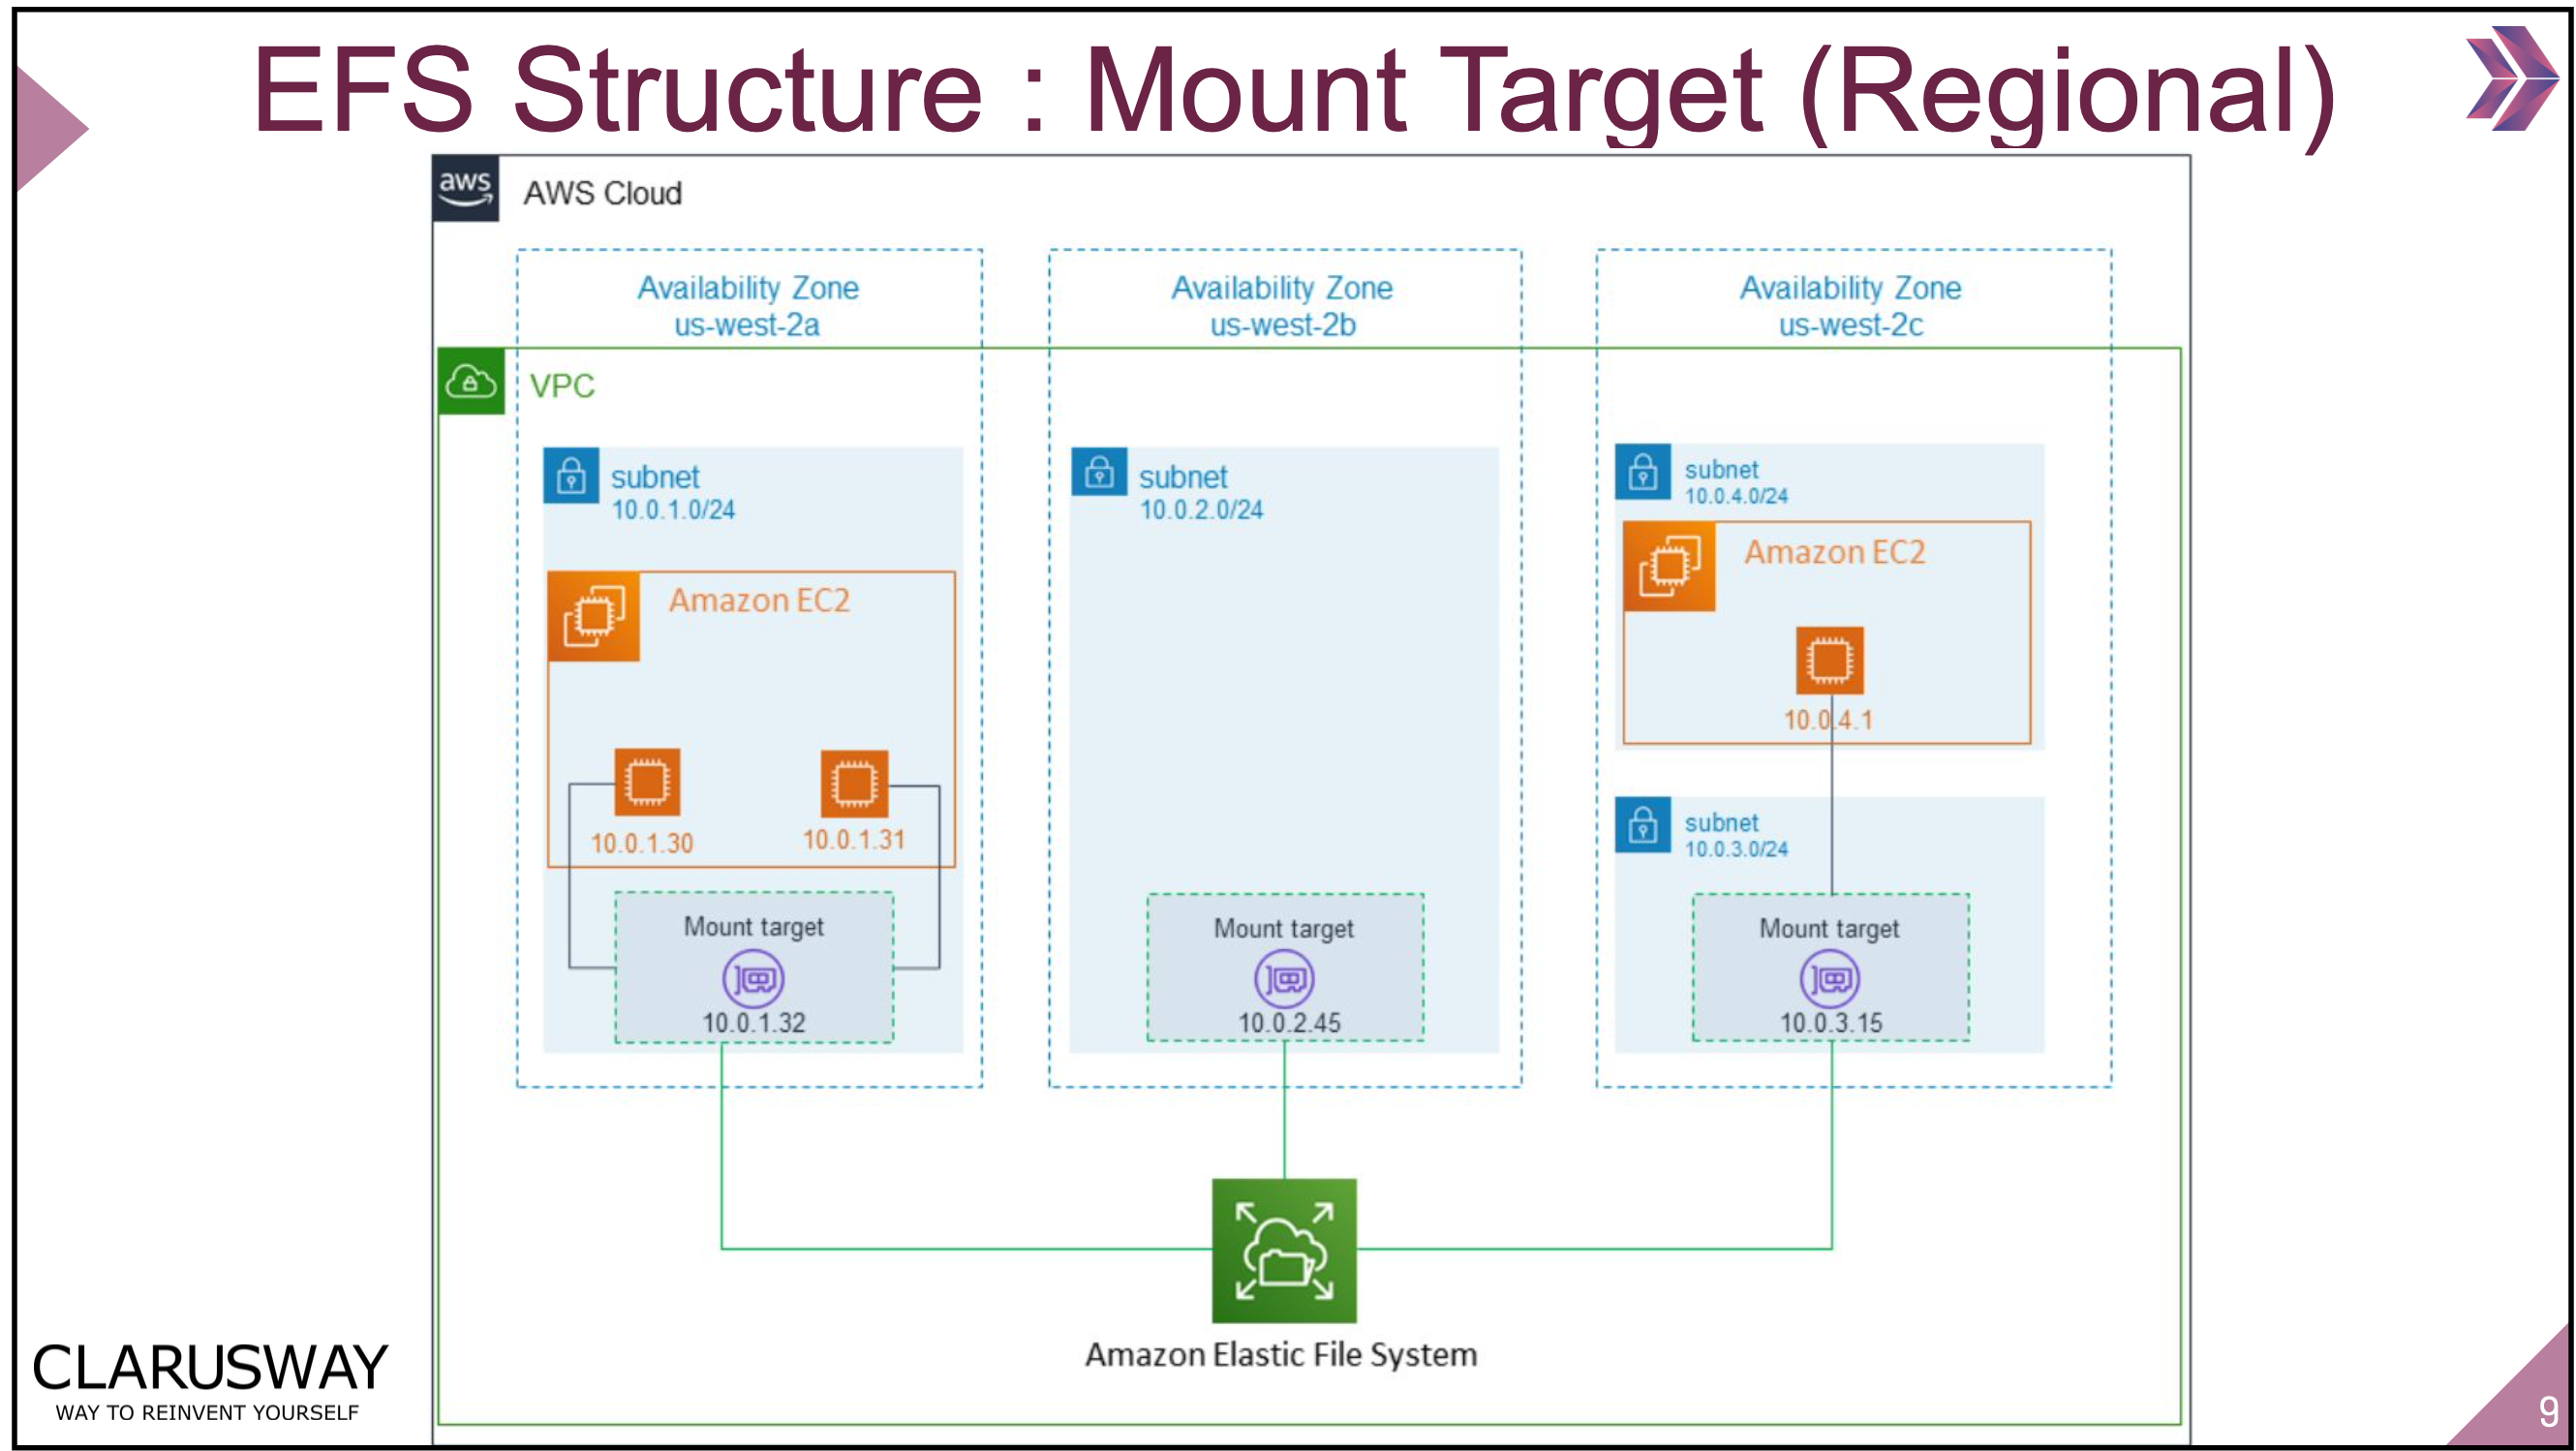 EFS Structure : Mount Target (Regional)
aws
AWS Cloud
Availability Zone
us-west-2a
Availability Zone
us-west-2b
Availability Zone
us-west-2c
VPC
subnet
10.0.1.0/24
Amazon EC2
10.0.1.30
10.0.1.31
Mount target
10.0.1.32
subnet
10.0.2.0/24
Mount target
10.0.2.45
subnet
10.0.4.0/24
Amazon EC2
10.0.4.1
subnet
10.0.3.0/24
Mount target
10.0.3.15
Amazon Elastic File System
CLARUSWAY
WAY TO REINVENT YOURSELF
9